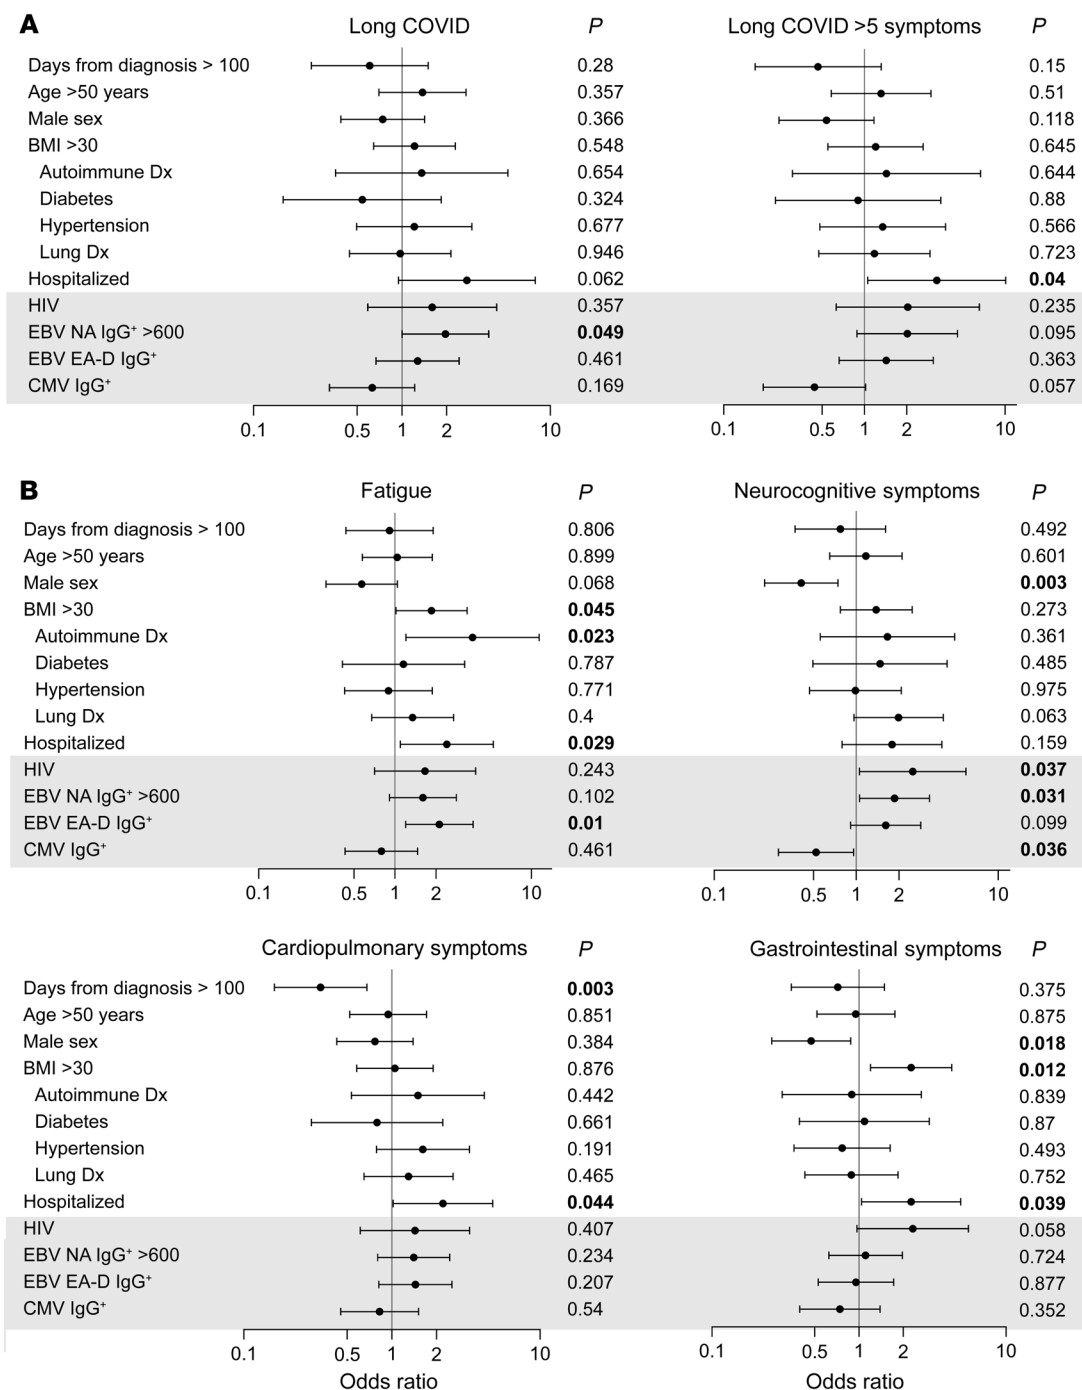 A Long COVID P Long COVID >5 symptoms P
Days from diagnosis > 100 0.28 0.15
Age >50 years 0.357 0.51
Male sex 0.366 0.118
BMI >30 0.548 0.645
Autoimmune Dx 0.654 0.644
Diabetes 0.324 0.88
Hypertension 0.677 0.566
Lung Dx 0.946 0.723
Hospitalized 0.062 0.04
HIV 0.357 0.235
EBV NA IgG⁺ >600 0.049 0.095
EBV EA-D IgG⁺ 0.461 0.363
CMV IgG⁺ 0.169 0.057
0.1 0.5 1 2 10 0.1 0.5 1 2 10
B Fatigue P Neurocognitive symptoms P
Days from diagnosis > 100 0.806 0.492
Age >50 years 0.899 0.601
Male sex 0.068 0.003
BMI >30 0.045 0.273
Autoimmune Dx 0.023 0.361
Diabetes 0.787 0.485
Hypertension 0.771 0.975
Lung Dx 0.4 0.063
Hospitalized 0.029 0.159
HIV 0.243 0.037
EBV NA IgG⁺ >600 0.102 0.031
EBV EA-D IgG⁺ 0.01 0.099
CMV IgG⁺ 0.461 0.036
0.1 0.5 1 2 10 0.1 0.5 1 2 10
Cardiopulmonary symptoms P Gastrointestinal symptoms P
Days from diagnosis > 100 0.003 0.375
Age >50 years 0.851 0.875
Male sex 0.384 0.018
BMI >30 0.876 0.012
Autoimmune Dx 0.442 0.839
Diabetes 0.661 0.87
Hypertension 0.191 0.493
Lung Dx 0.465 0.752
Hospitalized 0.044 0.039
HIV 0.407 0.058
EBV NA IgG⁺ >600 0.234 0.724
EBV EA-D IgG⁺ 0.207 0.877
CMV IgG⁺ 0.54 0.352
0.1 0.5 1 2 10 0.1 0.5 1 2 10
Odds ratio Odds ratio